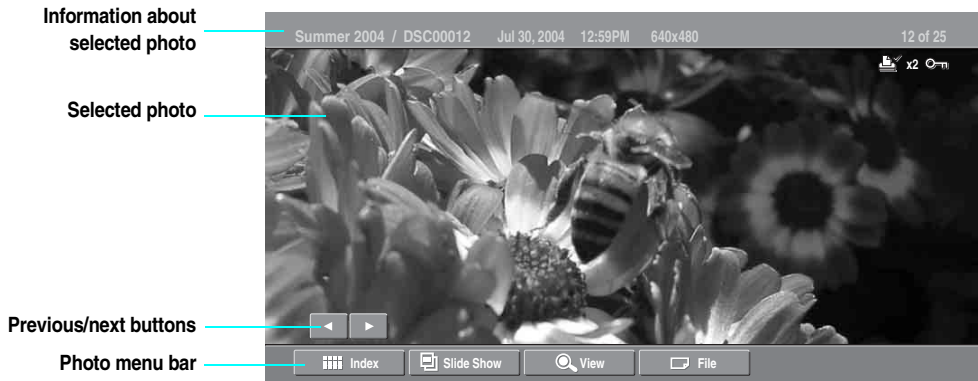 Information about
selected photo
Summer 2004 / DSC00012 Jul 30, 2004 12:59PM 640x480 12 of 25
x2
Selected photo
Previous/next buttons
Photo menu bar
Index Slide Show View File